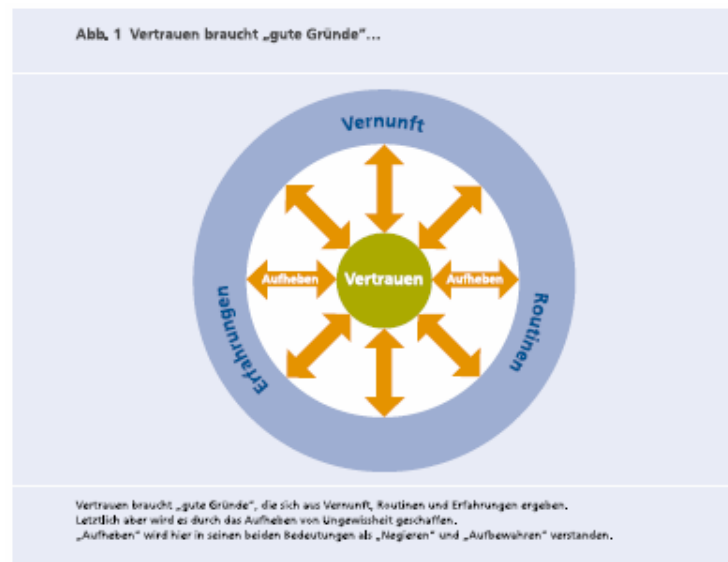 Abb. 1 Vertrauen braucht „gute Gründe“...
Vernunft
Aufheben
Vertrauen
Aufheben
Erfahrungen
Routinen
Vertrauen braucht „gute Gründe“, die sich aus Vernunft, Routinen und Erfahrungen ergeben.
Letztlich aber wird es durch das Aufheben von Ungewissheit geschaffen.
„Aufheben“ wird hier in seinen beiden Bedeutungen als „Negieren“ und „Aufbewahren“ verstanden.